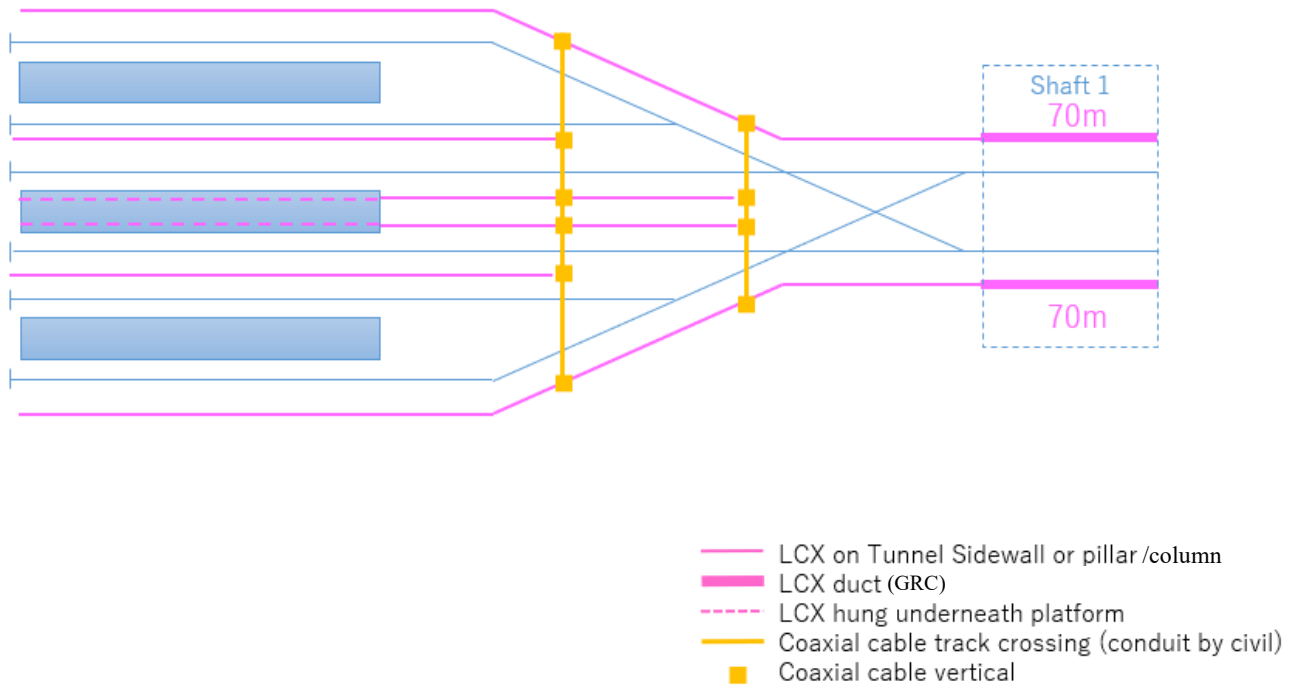 Shaft 1
70m
70m
LCX on Tunnel Sidewall or pillar /column
LCX duct (GRC)
LCX hung underneath platform
Coaxial cable track crossing (conduit by civil)
Coaxial cable vertical